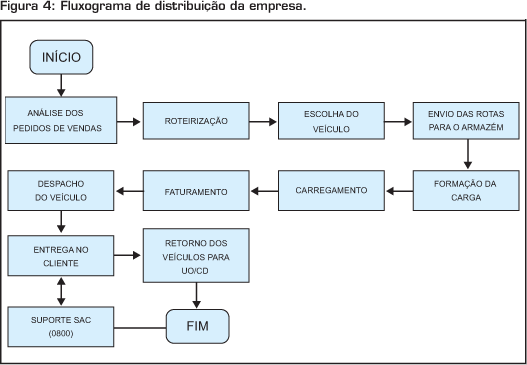 Figura 4: Fluxograma de distribuição da empresa.
INÍCIO
ANÁLISE DOS
PEDIDOS DE VENDAS
ROTEIRIZAÇÃO
ESCOLHA DO
VEÍCULO
ENVIO DAS ROTAS
PARA O ARMAZÉM
FORMAÇÃO DA
CARGA
CARREGAMENTO
FATURAMENTO
DESPACHO
DO VEÍCULO
ENTREGA NO
CLIENTE
RETORNO DOS
VEÍCULOS PARA
UO/CD
SUPORTE SAC
(0800)
FIM